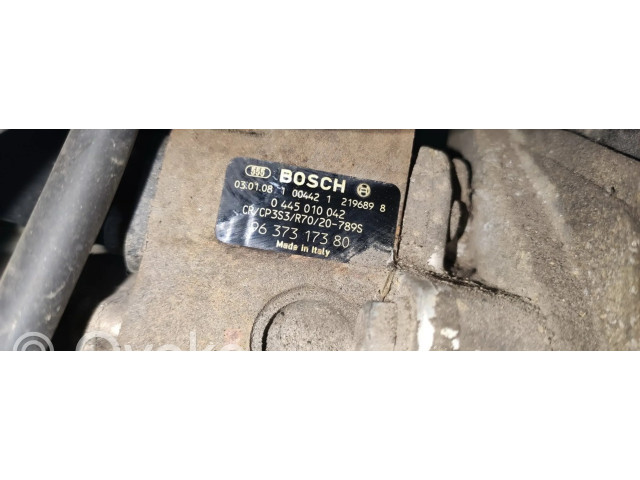 555 BOSCH
03.01.08 1 00442 1 219689 8
0 445 010 042
CR/CP3S3/R70/20-789S
96 373 173 80
Made in Italy